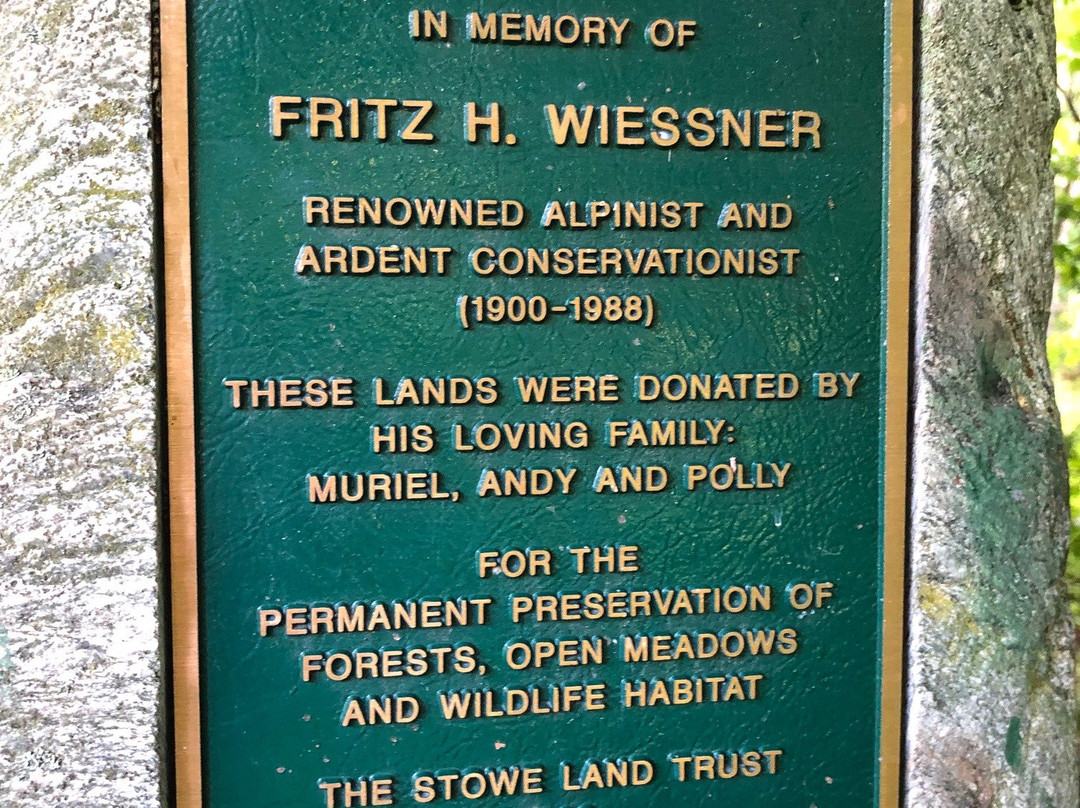 IN MEMORY OF
FRITZ H. WIESSNER
RENOWNED ALPINIST AND
ARDENT CONSERVATIONIST
(1900-1988)
THESE LANDS WERE DONATED BY
HIS LOVING FAMILY:
MURIEL, ANDY AND POLLY
FOR THE
PERMANENT PRESERVATION OF
FORESTS, OPEN MEADOWS
AND WILDLIFE HABITAT
THE STOWE LAND TRUST